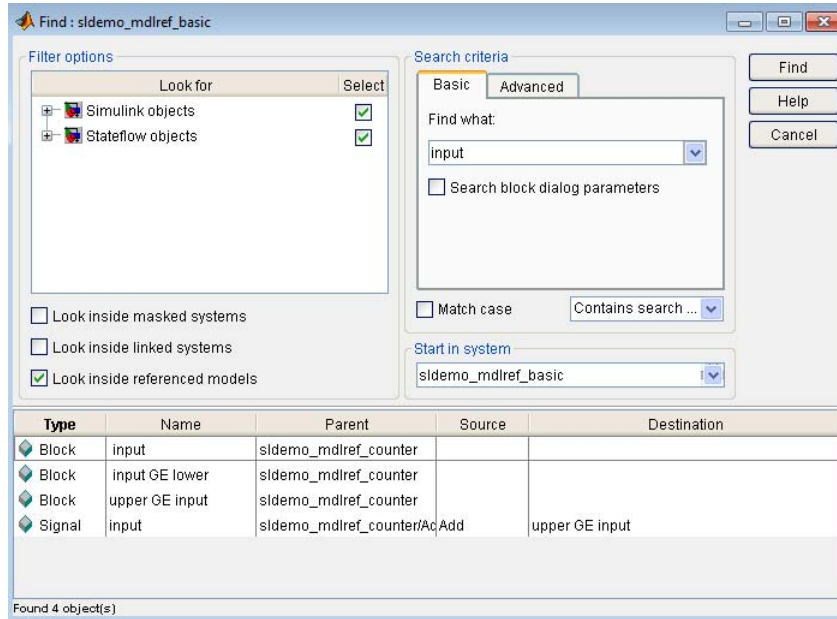 Find : sldemo_mdlref_basic
Filter options
Look for Select
Simulink objects
Stateflow objects
Look inside masked systems
Look inside linked systems
Look inside referenced models
Search criteria
Basic Advanced
Find what:
input
Search block dialog parameters
Match case Contains search ...
Start in system
sldemo_mdlref_basic
Find
Help
Cancel
Type Name Parent Source Destination
Block input sldemo_mdlref_counter
Block input GE lower sldemo_mdlref_counter
Block upper GE input sldemo_mdlref_counter
Signal input sldemo_mdlref_counter/Ad Add upper GE input
Found 4 object(s)